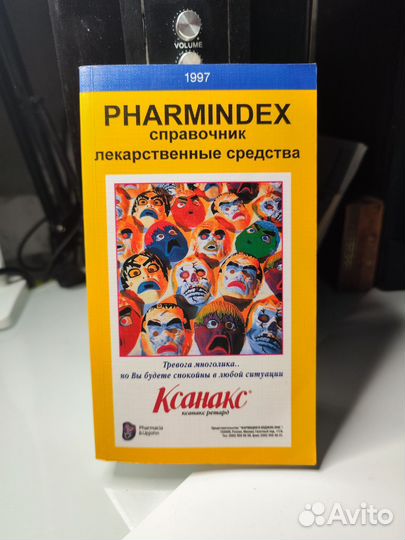 VOLUME
1997
PHARMINDEX
справочник
лекарственные средства
Тревога многолика..
но Вы будете спокойны в любой ситуации
Ксанакс®
ксанакс ретард
Pharmacia
&Upjohn
Avito